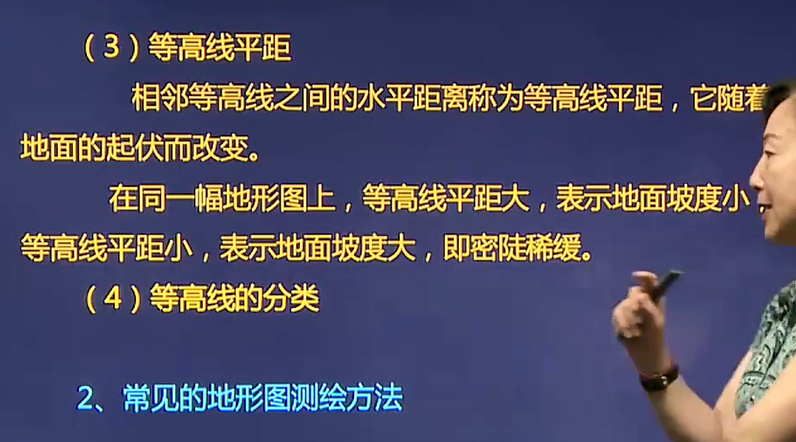 （3）等高线平距
相邻等高线之间的水平距离称为等高线平距，它随着
地面的起伏而改变。
在同一幅地形图上，等高线平距大，表示地面坡度小
等高线平距小，表示地面坡度大，即密陡稀缓。
（4）等高线的分类
2、常见的地形图测绘方法